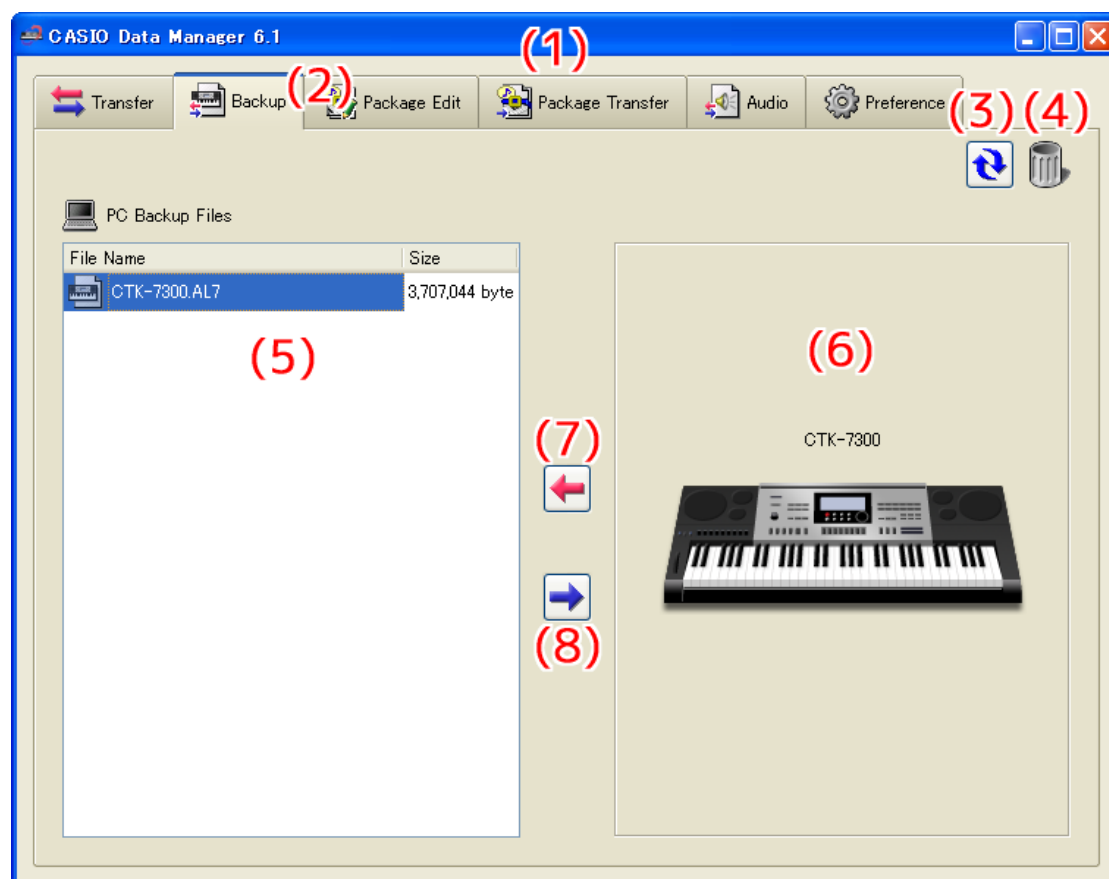 CASIO Data Manager 6.1
(1)
(2)
Transfer Backup Package Edit Package Transfer Audio Preference
(3) (4)
PC Backup Files
File Name Size
CTK-7300.AL7 3,707,044 byte
(5)
(6)
(7)
CTK-7300
(8)